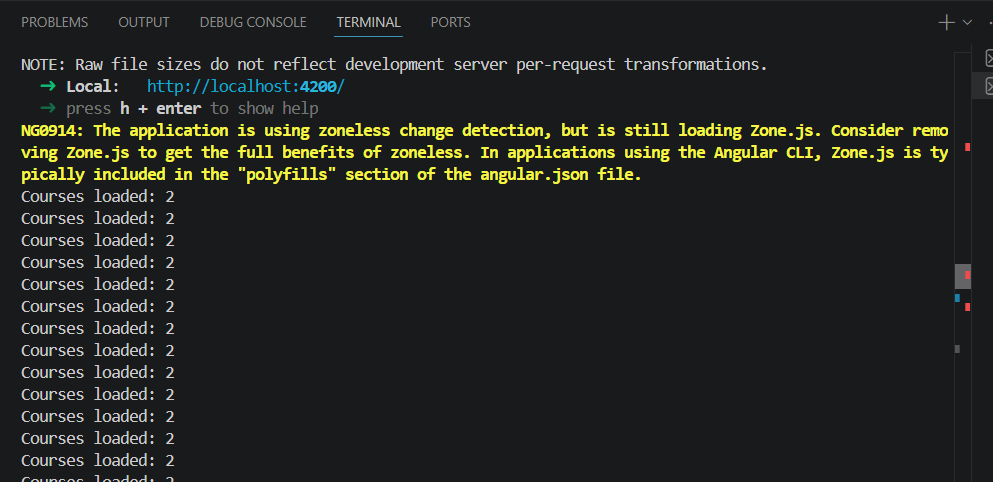 PROBLEMS OUTPUT DEBUG CONSOLE TERMINAL PORTS
NOTE: Raw file sizes do not reflect development server per-request transformations.
➜ Local: http://localhost:4200/
➜ press h + enter to show help
NG0914: The application is using zoneless change detection, but is still loading Zone.js. Consider remo
ving Zone.js to get the full benefits of zoneless. In applications using the Angular CLI, Zone.js is ty
pically included in the "polyfills" section of the angular.json file.
Courses loaded: 2
Courses loaded: 2
Courses loaded: 2
Courses loaded: 2
Courses loaded: 2
Courses loaded: 2
Courses loaded: 2
Courses loaded: 2
Courses loaded: 2
Courses loaded: 2
Courses loaded: 2
Courses loaded: 2
Courses loaded: 2
Courses loaded: 2